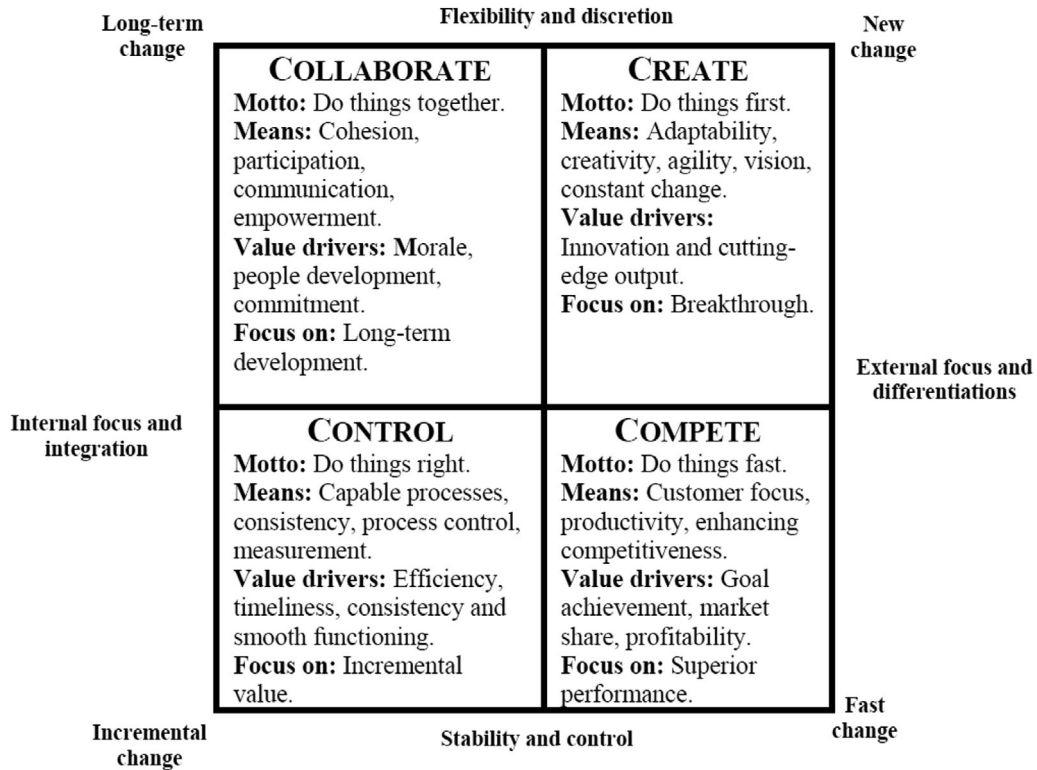 Flexibility and discretion
Long-term
change
New
change
COLLABORATE
Motto: Do things together.
Means: Cohesion,
participation,
communication,
empowerment.
Value drivers: Morale,
people development,
commitment.
Focus on: Long-term
development.
CREATE
Motto: Do things first.
Means: Adaptability,
creativity, agility, vision,
constant change.
Value drivers:
Innovation and cutting-
edge output.
Focus on: Breakthrough.
External focus and
differentiations
Internal focus and
integration
CONTROL
Motto: Do things right.
Means: Capable processes,
consistency, process control,
measurement.
Value drivers: Efficiency,
timeliness, consistency and
smooth functioning.
Focus on: Incremental
value.
COMPETE
Motto: Do things fast.
Means: Customer focus,
productivity, enhancing
competitiveness.
Value drivers: Goal
achievement, market
share, profitability.
Focus on: Superior
performance.
Incremental
change
Stability and control
Fast
change